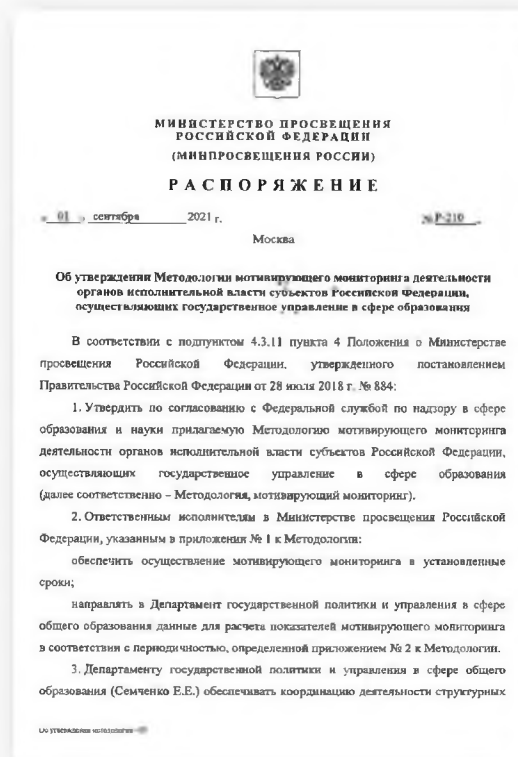 МИНИСТЕРСТВО ПРОСВЕЩЕНИЯ
РОССИЙСКОЙ ФЕДЕРАЦИИ
(МИНПРОСВЕЩЕНИЯ РОССИИ)
РАСПОРЯЖЕНИЕ
« 01 » сентября 2021 г. № Р-210
Москва
Об утверждении Методологии мотивирующего мониторинга деятельности
органов исполнительной власти субъектов Российской Федерации,
осуществляющих государственное управление в сфере образования
В соответствии с подпунктом 4.3.11 пункта 4 Положения о Министерстве
просвещения Российской Федерации, утвержденного постановлением
Правительства Российской Федерации от 28 июля 2018 г. № 884:
1. Утвердить по согласованию с Федеральной службой по надзору в сфере
образования и науки прилагаемую Методологию мотивирующего мониторинга
деятельности органов исполнительной власти субъектов Российской Федерации,
осуществляющих государственное управление в сфере образования
(далее соответственно – Методология, мотивирующий мониторинг).
2. Ответственным исполнителям в Министерстве просвещения Российской
Федерации, указанным в приложении № 1 к Методологии:
обеспечить осуществление мотивирующего мониторинга в установленные
сроки;
направлять в Департамент государственной политики и управления в сфере
общего образования данные для расчета показателей мотивирующего мониторинга
в соответствии с периодичностью, определенной приложением № 2 к Методологии.
3. Департаменту государственной политики и управления в сфере общего
образования (Семченко Е.Е.) обеспечивать координацию деятельности структурных